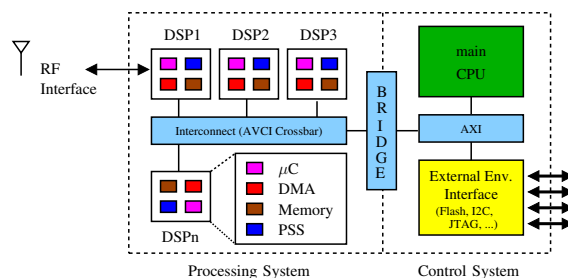 DSP1
DSP2
DSP3
RF
Interface
main
CPU
BRIDGE
Interconnect (AVCI Crossbar)
AXI
μC
DMA
Memory
PSS
DSPn
External Env.
Interface
(Flash, I2C,
JTAG, ...)
Processing System
Control System